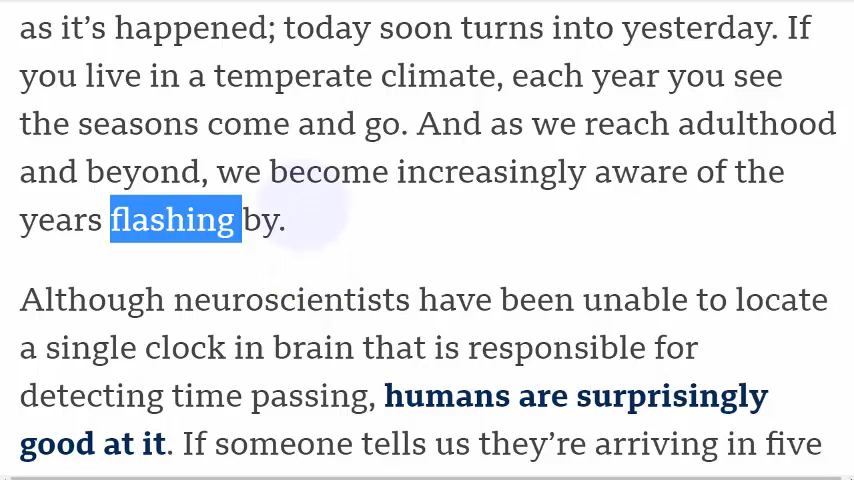 as it’s happened; today soon turns into yesterday. If
you live in a temperate climate, each year you see
the seasons come and go. And as we reach adulthood
and beyond, we become increasingly aware of the
years flashing by.
Although neuroscientists have been unable to locate
a single clock in brain that is responsible for
detecting time passing, humans are surprisingly
good at it. If someone tells us they’re arriving in five